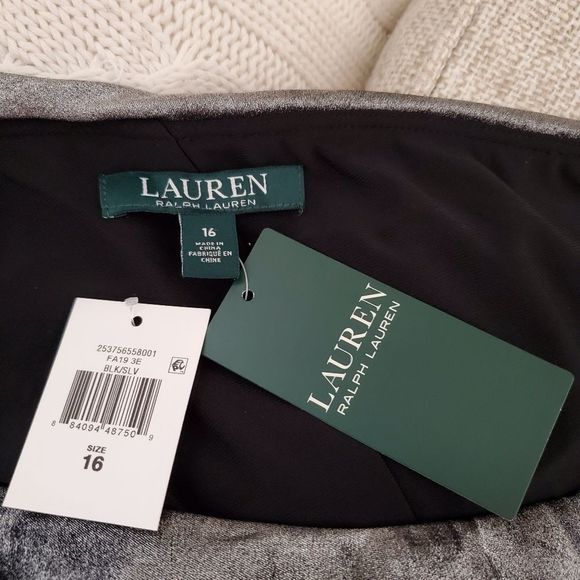 LAUREN
RALPH LAUREN
16
MADE IN
CHINA
FABRIQUÉ EN
CHINE
253756558001
FA19 3E
BLK/SLV
8 84094 48750 9
SIZE
16
LAUREN
RALPH LAUREN